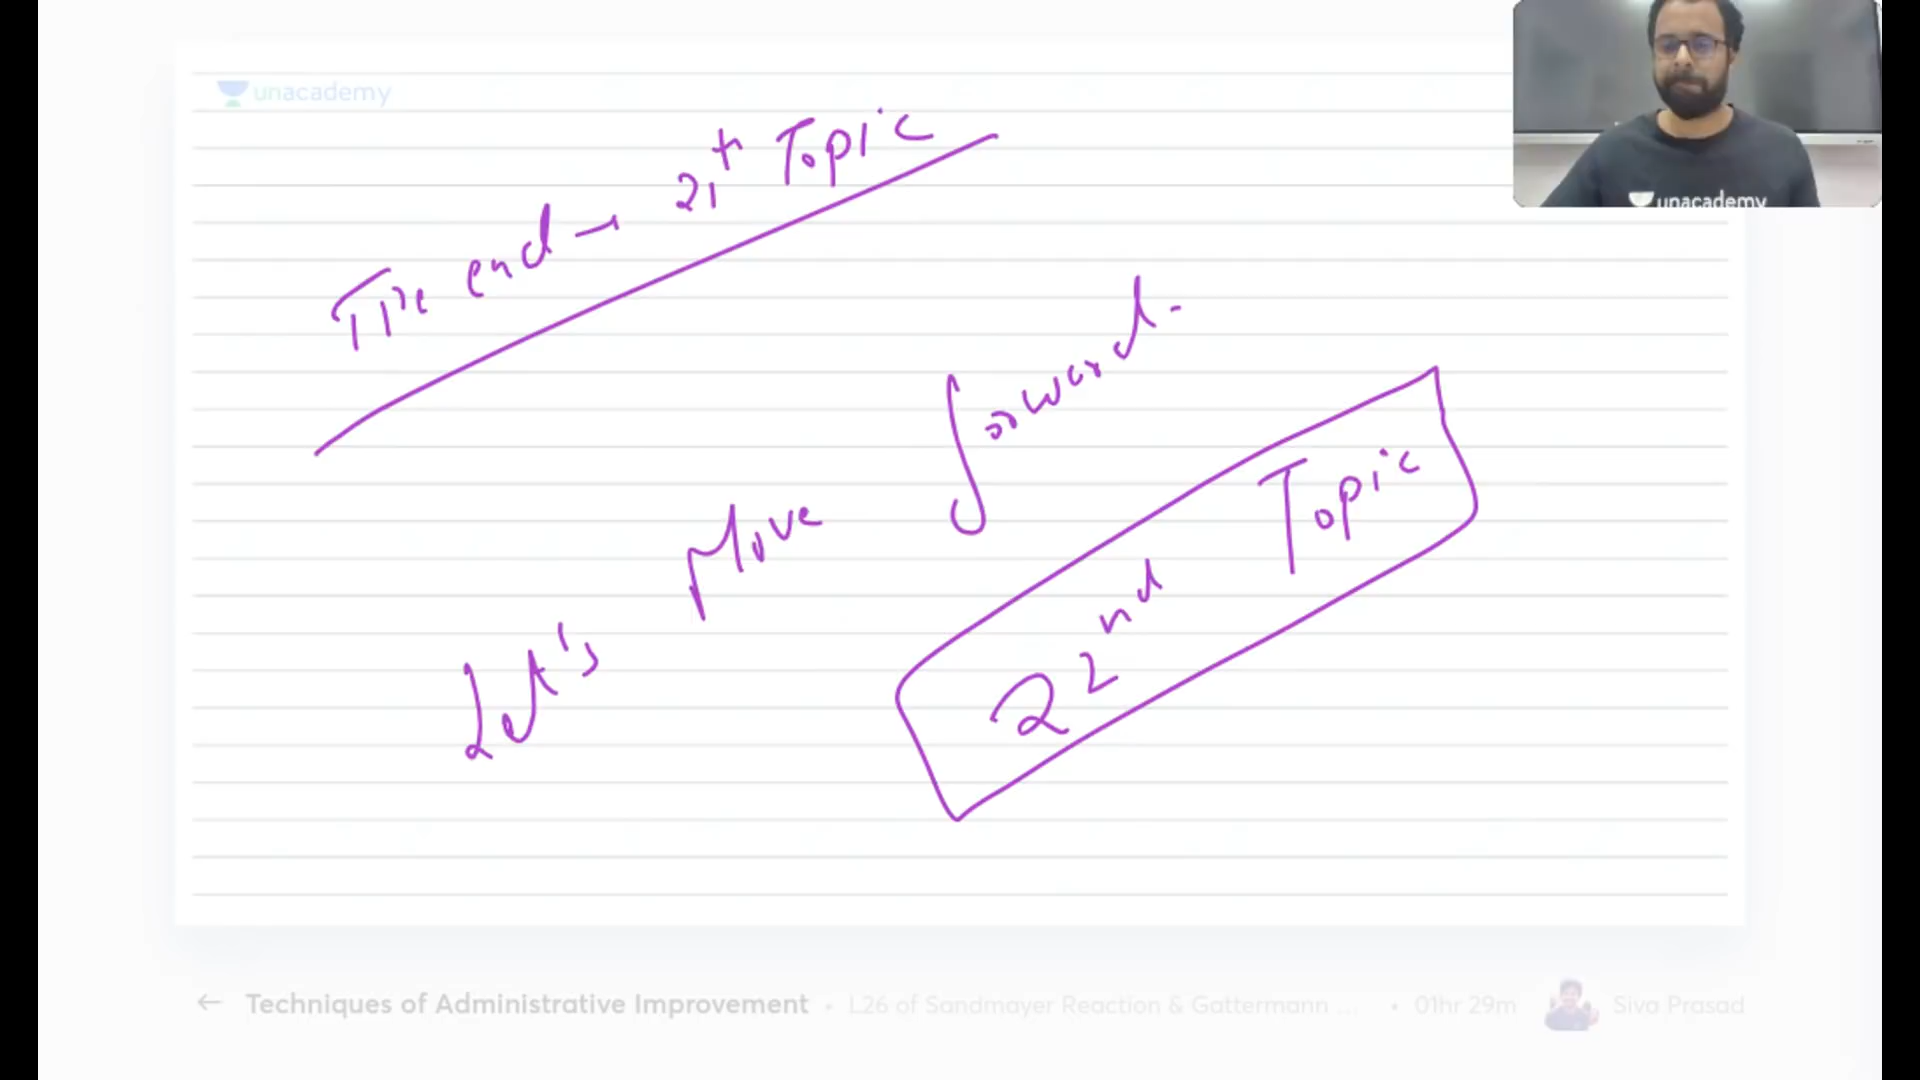 unacademy
The end → 21st Topic
Let's Move forward.
22nd Topic
unacademy
← Techniques of Administrative Improvement • L26 of Sandmayer Reaction & Gattermann ... • 01hr 29m Siva Prasad